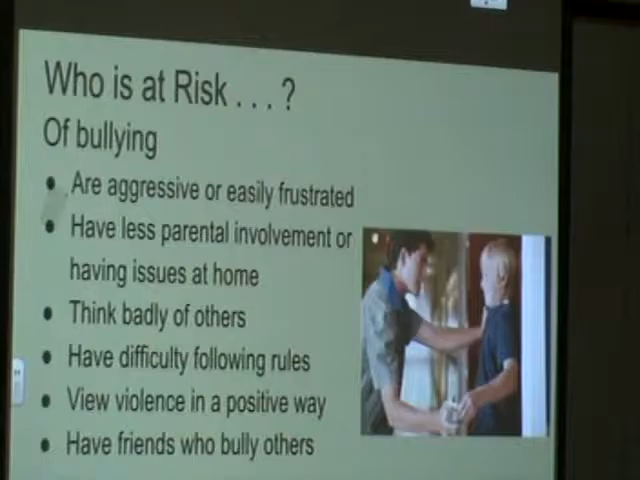 Who is at Risk . . . ?
Of bullying
• Are aggressive or easily frustrated
• Have less parental involvement or
having issues at home
• Think badly of others
• Have difficulty following rules
• View violence in a positive way
• Have friends who bully others